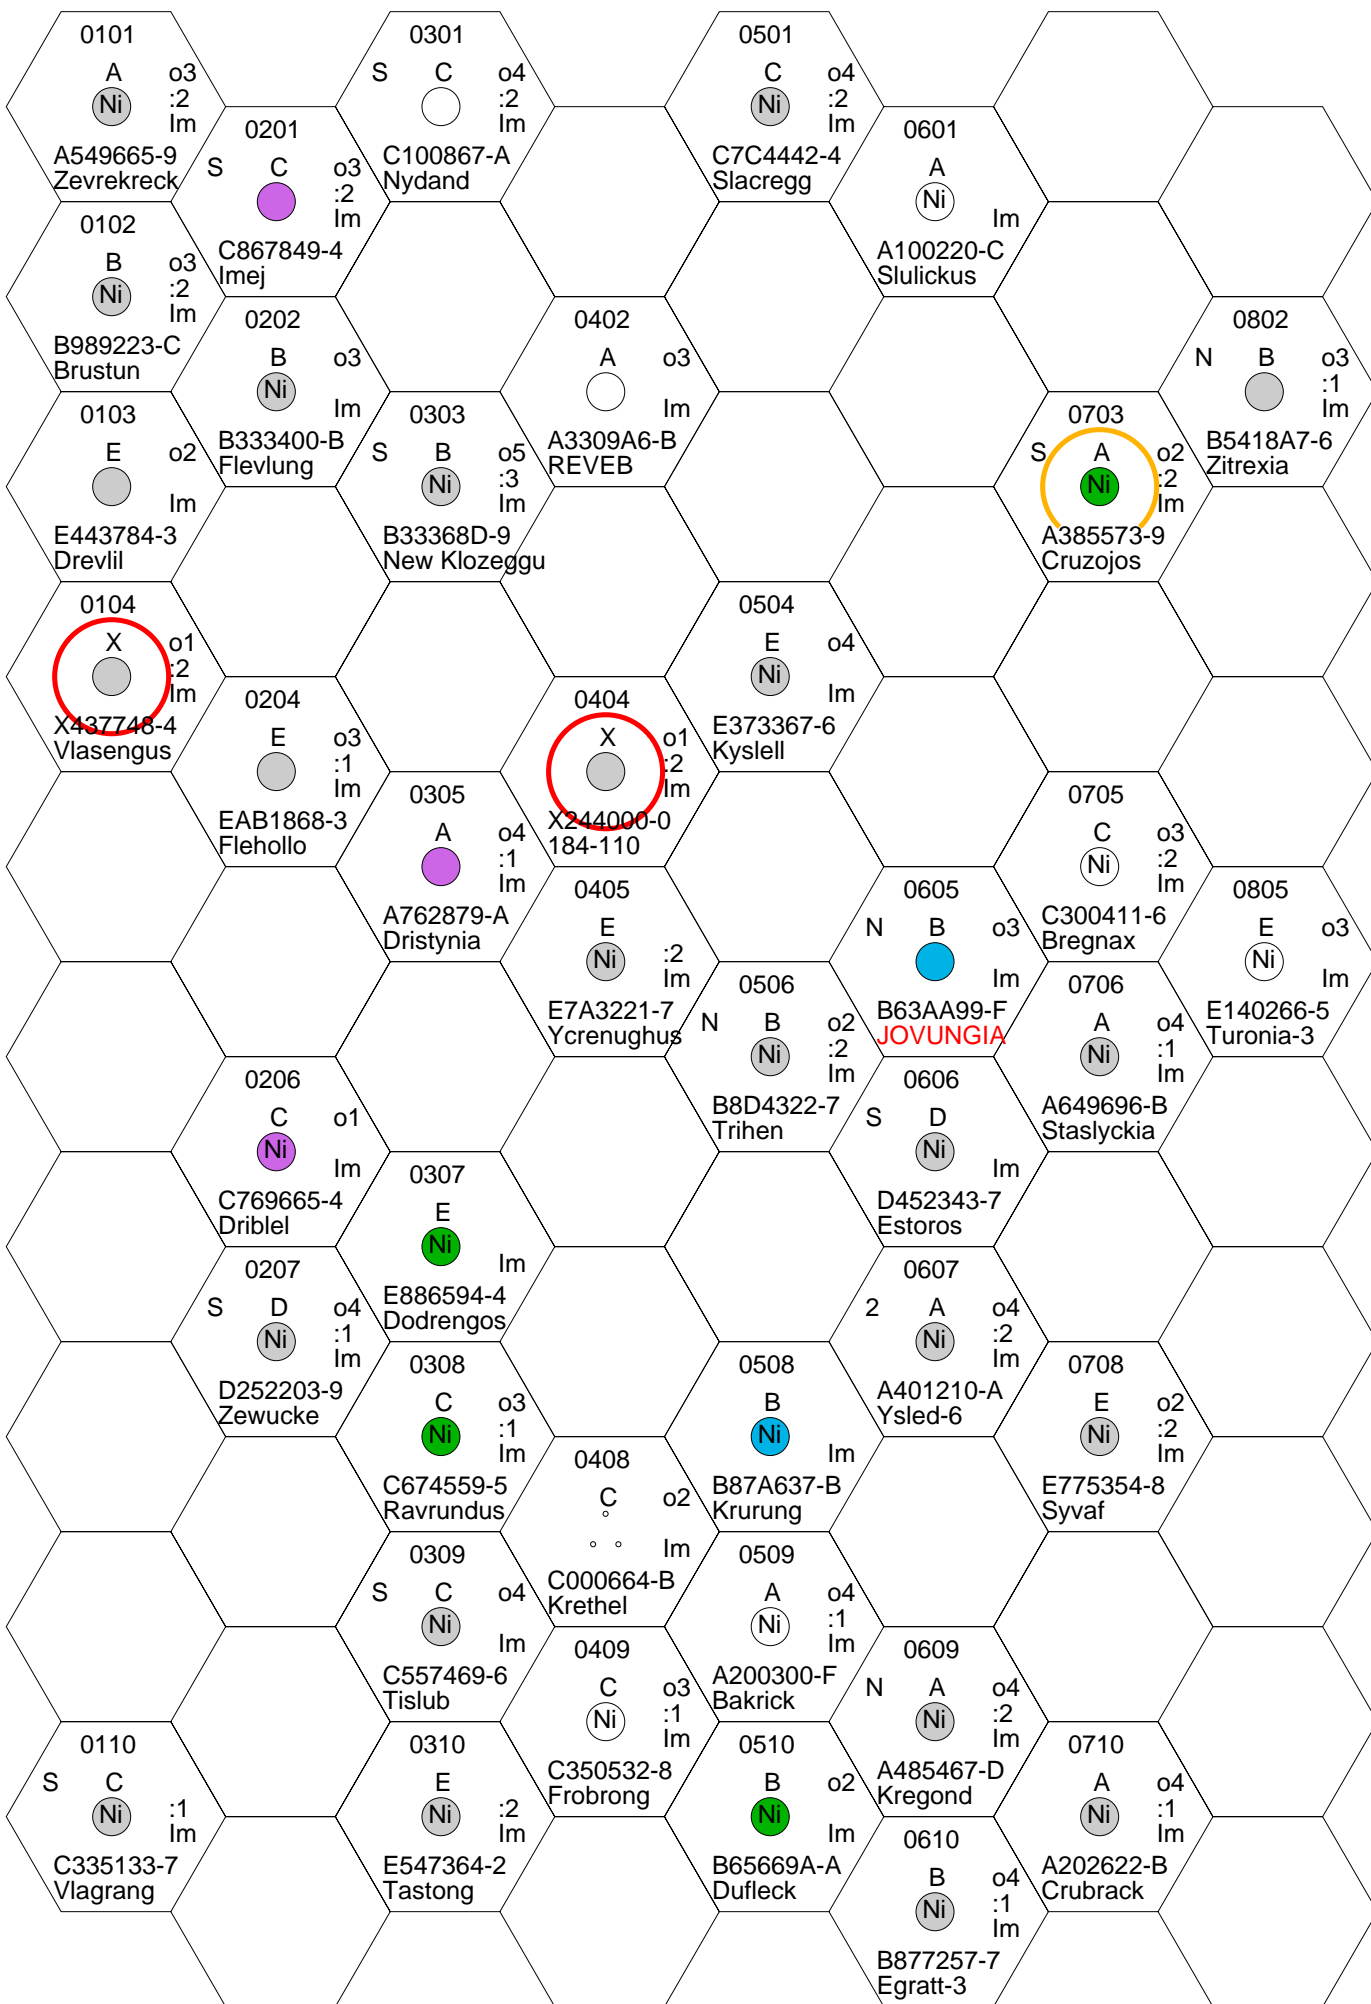 0101
A o3
Ni :2
Im
A549665-9
Zevrekreck
0301
S C o4
:2
Im
C100867-A
Nydand
0501
C o4
Ni :2
Im
C7C4442-4
Slacregg
0201
S C o3
:2
Im
C867849-4
Imej
0601
A
Ni
Im
A100220-C
Slulickus
0102
B o3
Ni :2
Im
B989223-C
Brustun
0202
B o3
Ni
Im
B333400-B
Flevlung
0402
A o3
Im
A3309A6-B
REVEB
0802
N B o3
:1
Im
B5418A7-6
Zitrexia
0103
E o2
Im
E443784-3
Drevlil
0303
S B o5
Ni :3
Im
B33368D-9
New Klozeggu
0703
S A o2
Ni :2
Im
A385573-9
Cruzojos
0104
X o1
:2
Im
X437748-4
Vlasengus
0504
E o4
Ni
Im
E373367-6
Kyslell
0204
E o3
:1
Im
EAB1868-3
Flehollo
0404
X o1
:2
Im
X244000-0
184-110
0305
A o4
:1
Im
A762879-A
Dristynia
0705
C o3
Ni :2
Im
C300411-6
Bregnax
0405
E
Ni :2
Im
E7A3221-7
Ycrenughus
0605
N B o3
Im
B63AA99-F
JOVUNGIA
0805
E o3
Ni
Im
E140266-5
Turonia-3
0506
N B o2
Ni :2
Im
B8D4322-7
Trihen
0706
A o4
Ni :1
Im
A649696-B
Staslyckia
0206
C o1
Ni
Im
C769665-4
Driblel
0606
S D
Ni
Im
D452343-7
Estoros
0307
E
Ni
Im
E886594-4
Dodrengos
0207
S D o4
Ni :1
Im
D252203-9
Zewucke
0607
2 A o4
Ni :2
Im
A401210-A
Ysled-6
0308
C o3
Ni :1
Im
C674559-5
Ravrundus
0508
B
Ni
Im
B87A637-B
Krurung
0708
E o2
Ni :2
Im
E775354-8
Syvaf
0408
C o2
Im
C000664-B
Krethel
0309
S C o4
Ni
Im
C557469-6
Tislub
0509
A o4
Ni :1
Im
A200300-F
Bakrick
0409
C o3
Ni :1
Im
C350532-8
Frobrong
0609
N A o4
Ni :2
Im
A485467-D
Kregond
0110
S C
Ni :1
Im
C335133-7
Vlagrang
0310
E
Ni :2
Im
E547364-2
Tastong
0510
B o2
Ni
Im
B65669A-A
Dufleck
0710
A o4
Ni :1
Im
A202622-B
Crubrack
0610
B o4
Ni :1
Im
B877257-7
Egratt-3